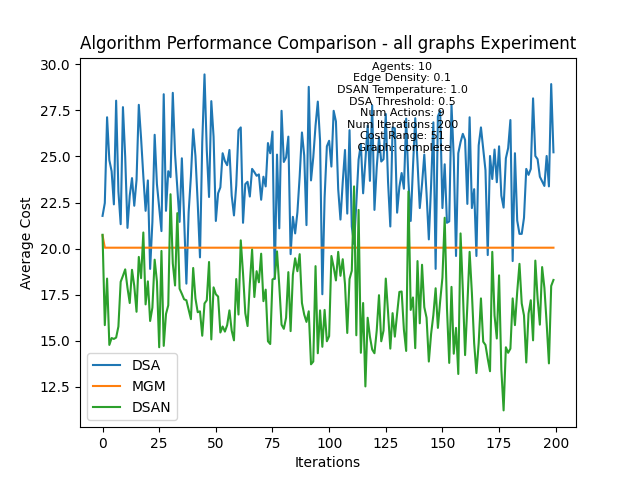 Algorithm Performance Comparison - all graphs Experiment
Agents: 10
Edge Density: 0.1
DSAN Temperature: 1.0
DSA Threshold: 0.5
Num Actions: 9
Num Iterations: 200
Cost Range: 51
Graph: complete
30.0
27.5
25.0
22.5
20.0
17.5
15.0
12.5
Average Cost
DSA
MGM
DSAN
0 25 50 75 100 125 150 175 200
Iterations